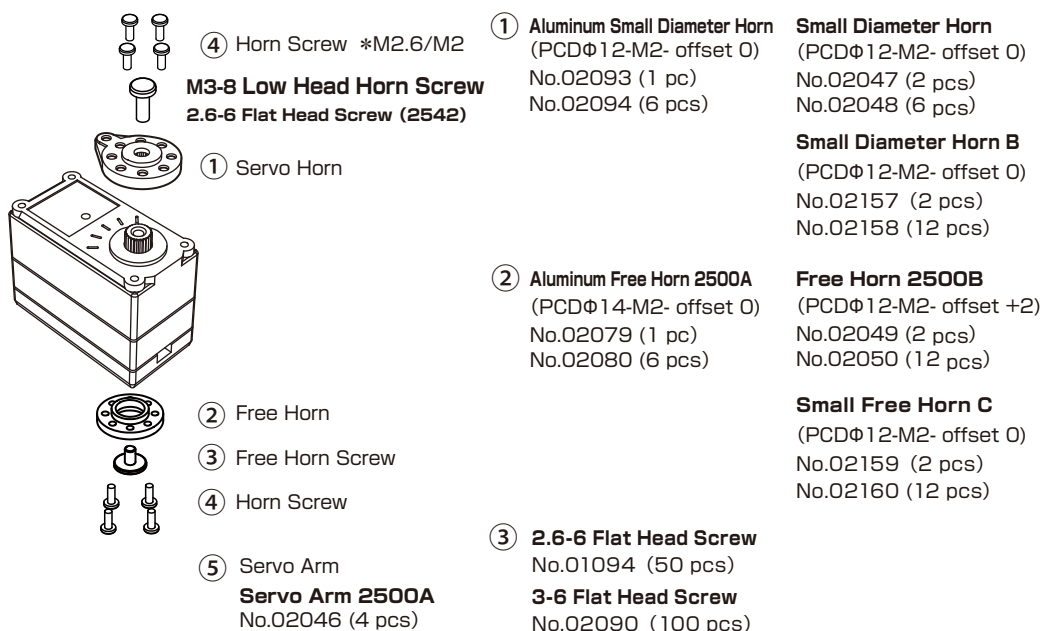 ④ Horn Screw *M2.6/M2
M3-8 Low Head Horn Screw
2.6-6 Flat Head Screw (2542)
① Servo Horn
② Free Horn
③ Free Horn Screw
④ Horn Screw
⑤ Servo Arm
Servo Arm 2500A
No.02046 (4 pcs)
① Aluminum Small Diameter Horn
(PCDΦ12-M2- offset 0)
No.02093 (1 pc)
No.02094 (6 pcs)
Small Diameter Horn
(PCDΦ12-M2- offset 0)
No.02047 (2 pcs)
No.02048 (6 pcs)
Small Diameter Horn B
(PCDΦ12-M2- offset 0)
No.02157 (2 pcs)
No.02158 (12 pcs)
② Aluminum Free Horn 2500A
(PCDΦ14-M2- offset 0)
No.02079 (1 pc)
No.02080 (6 pcs)
Free Horn 2500B
(PCDΦ12-M2- offset +2)
No.02049 (2 pcs)
No.02050 (12 pcs)
Small Free Horn C
(PCDΦ12-M2- offset 0)
No.02159 (2 pcs)
No.02160 (12 pcs)
③ 2.6-6 Flat Head Screw
No.01094 (50 pcs)
3-6 Flat Head Screw
No.02090 (100 pcs)